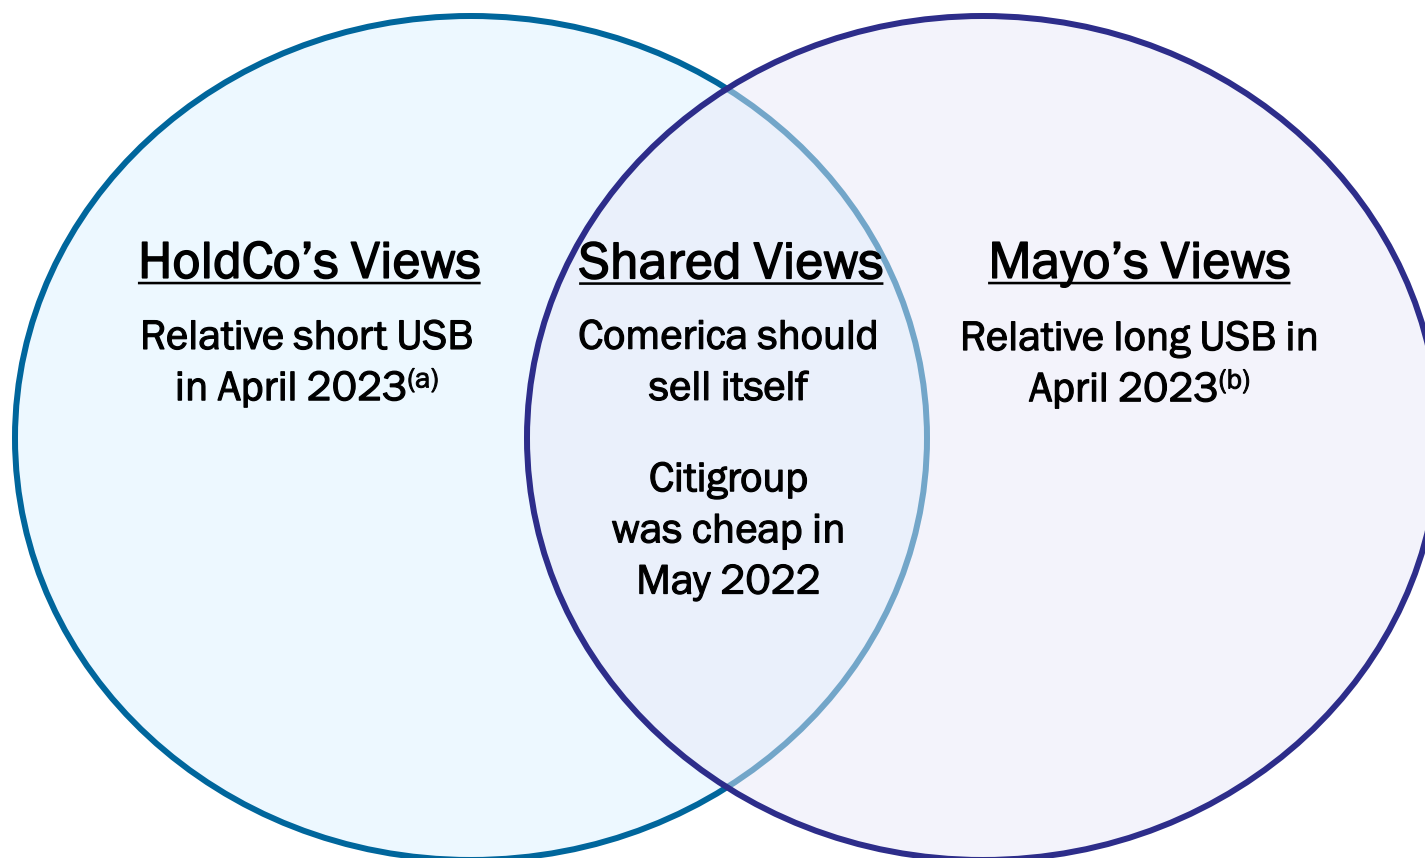 HoldCo's Views
Relative short USB
in April 2023(a)
Shared Views
Comerica should
sell itself
Citigroup
was cheap in
May 2022
Mayo's Views
Relative long USB in
April 2023(b)